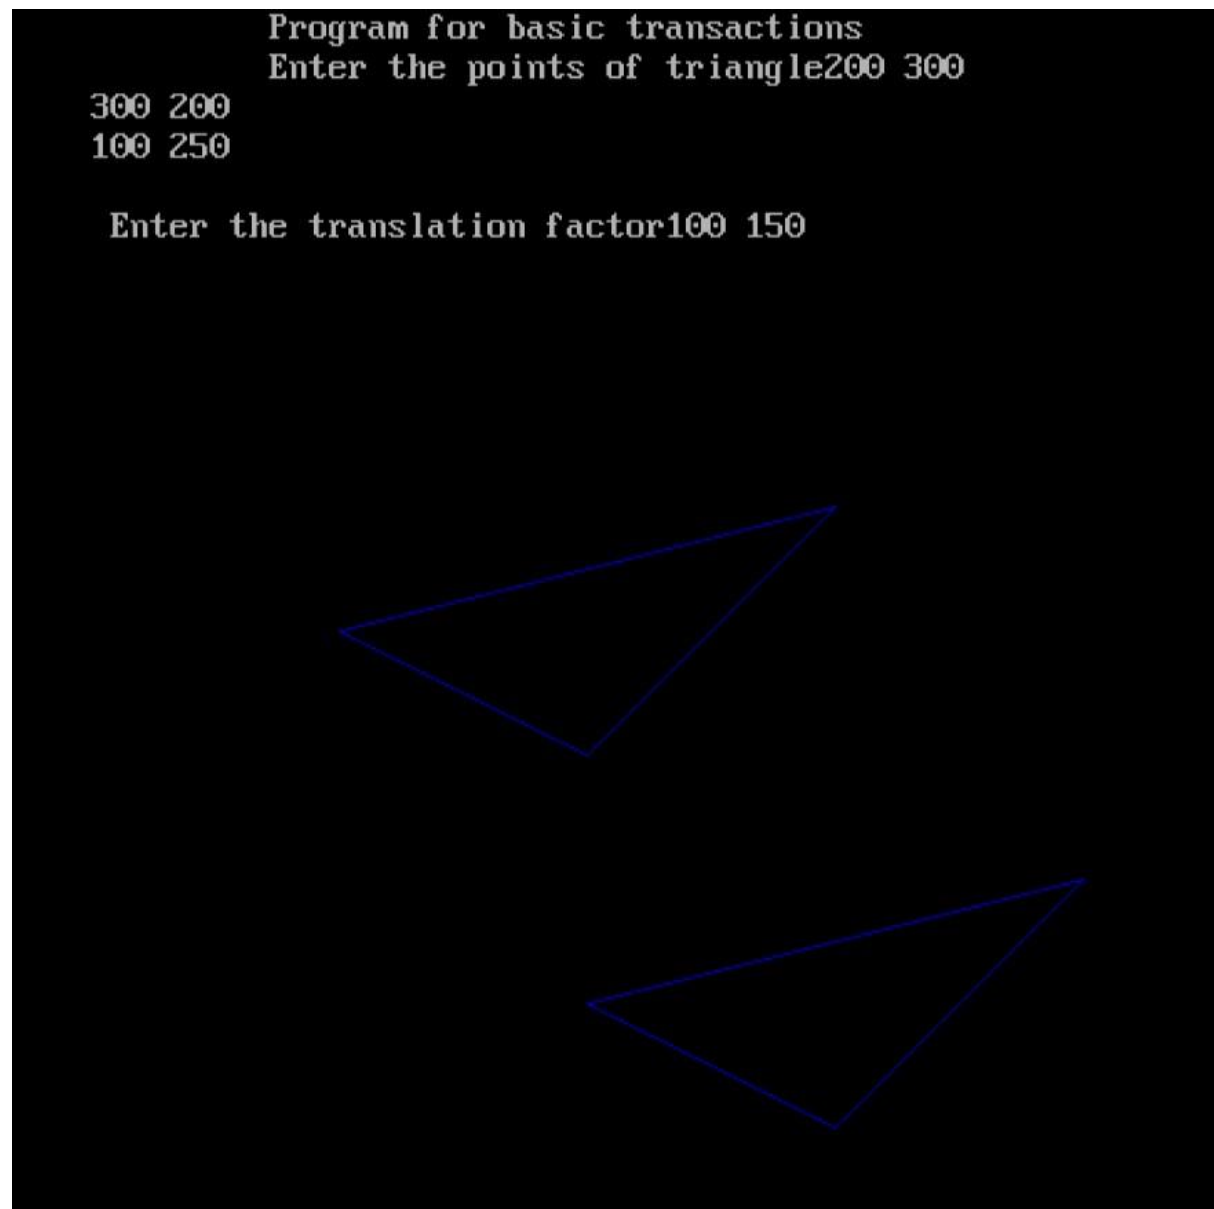 Program for basic transactions
Enter the points of triangle200 300
300 200
100 250
Enter the translation factor100 150